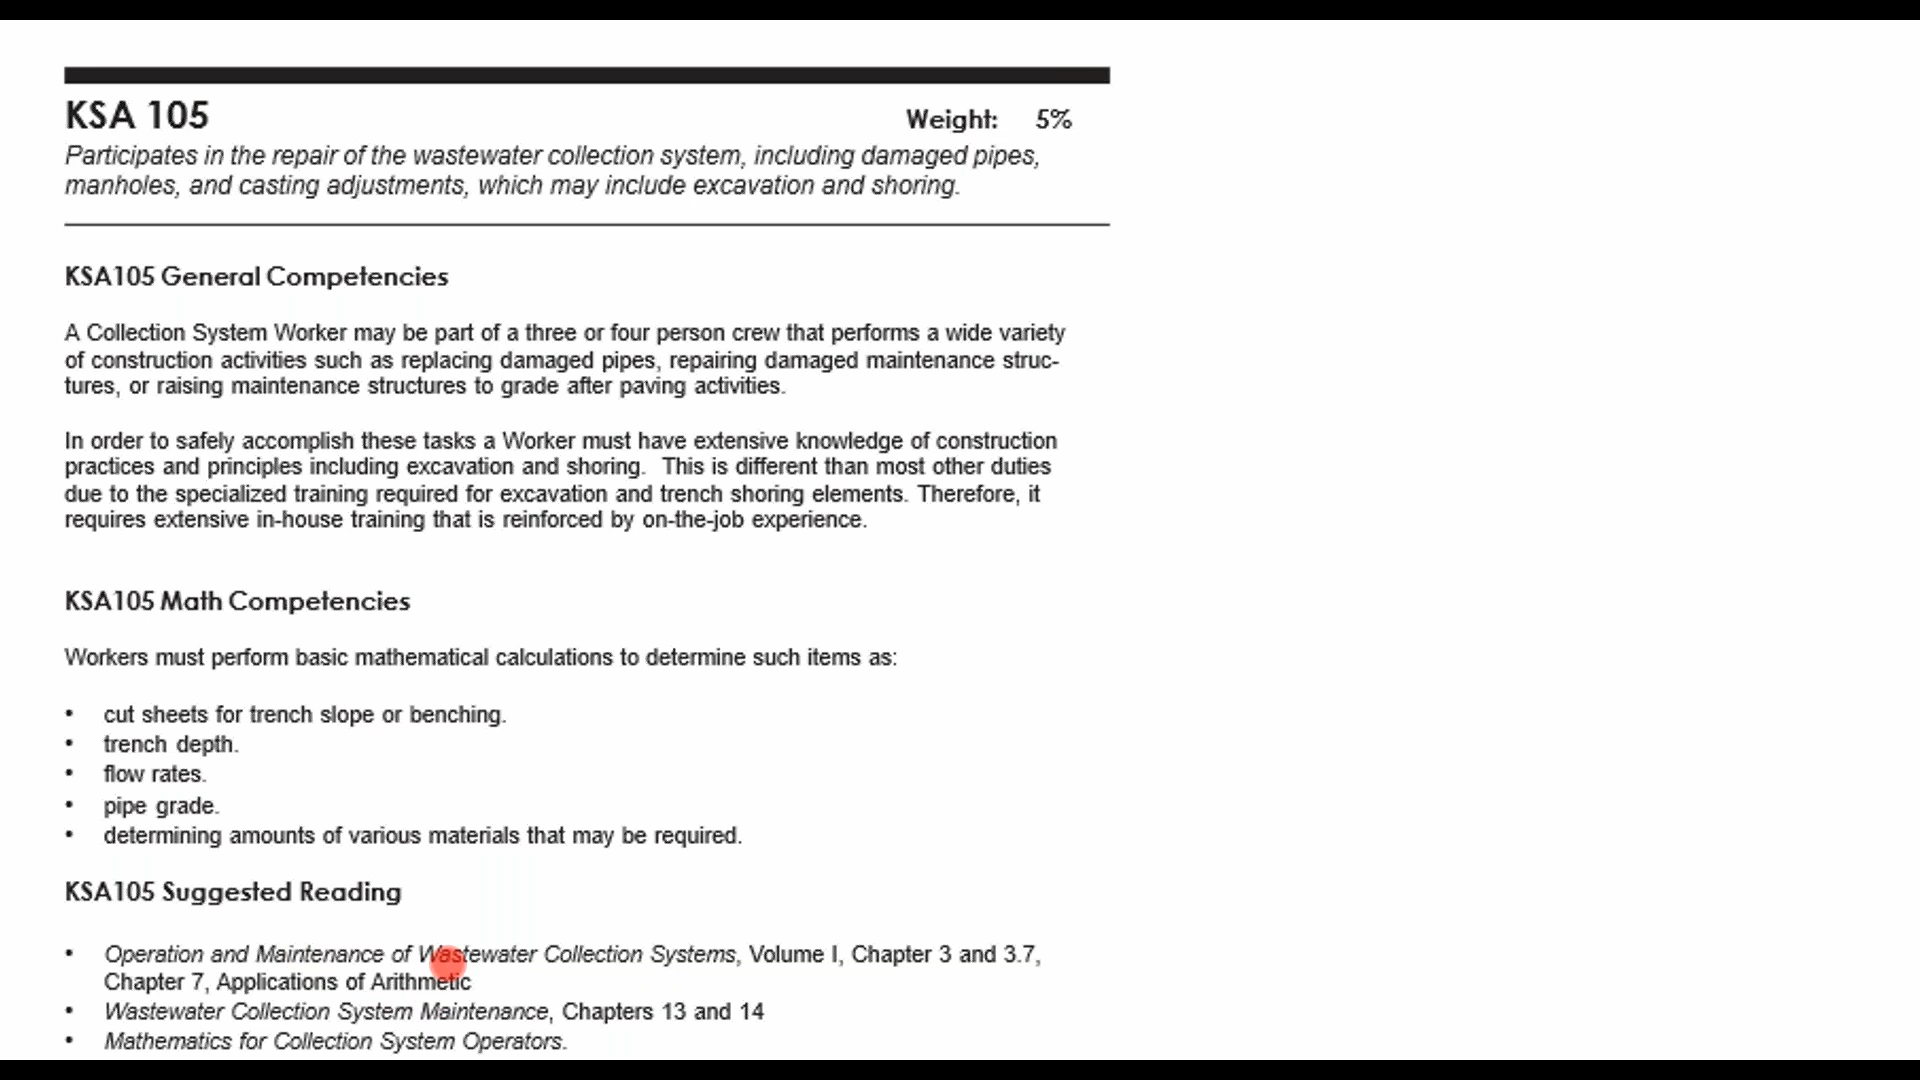 KSA 105
Weight: 5%
Participates in the repair of the wastewater collection system, including damaged pipes,
manholes, and casting adjustments, which may include excavation and shoring.
KSA105 General Competencies
A Collection System Worker may be part of a three or four person crew that performs a wide variety
of construction activities such as replacing damaged pipes, repairing damaged maintenance struc-
tures, or raising maintenance structures to grade after paving activities.
In order to safely accomplish these tasks a Worker must have extensive knowledge of construction
practices and principles including excavation and shoring. This is different than most other duties
due to the specialized training required for excavation and trench shoring elements. Therefore, it
requires extensive in-house training that is reinforced by on-the-job experience.
KSA105 Math Competencies
Workers must perform basic mathematical calculations to determine such items as:
• cut sheets for trench slope or benching.
• trench depth.
• flow rates.
• pipe grade.
• determining amounts of various materials that may be required.
KSA105 Suggested Reading
• Operation and Maintenance of Wastewater Collection Systems, Volume I, Chapter 3 and 3.7,
Chapter 7, Applications of Arithmetic
• Wastewater Collection System Maintenance, Chapters 13 and 14
• Mathematics for Collection System Operators.